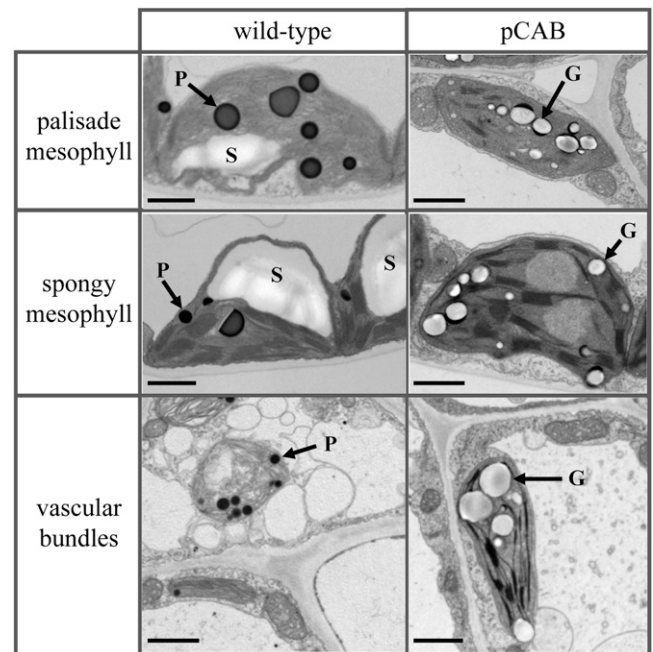 wild-type pCAB
palisade
mesophyll
P
S
G
spongy
mesophyll
P
S
S
G
vascular
bundles
P
G